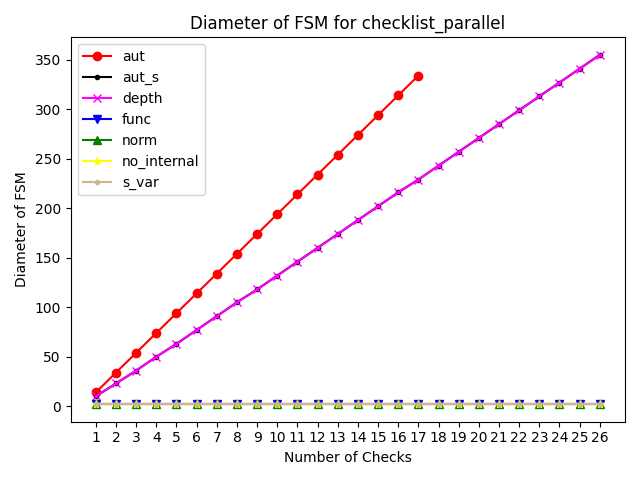 Diameter of FSM for checklist_parallel
aut
aut_s
depth
func
norm
no_internal
s_var
Diameter of FSM
350
300
250
200
150
100
50
0
1 2 3 4 5 6 7 8 9 10 11 12 13 14 15 16 17 18 19 20 21 22 23 24 25 26
Number of Checks